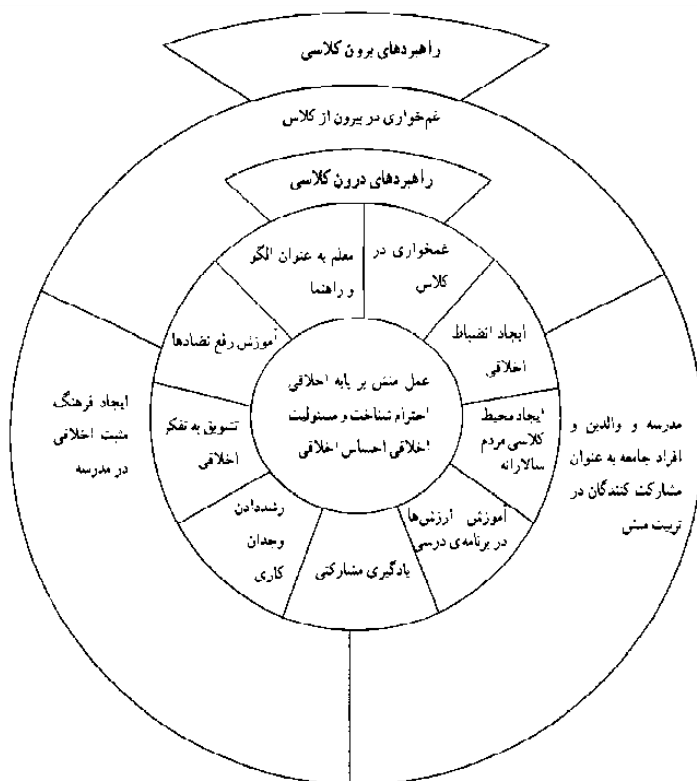 راهبردهای برون کلاسی
غم‌خواری در بیرون از کلاس
راهبردهای درون کلاسی
غمخواری در
کلاس
معلم به عنوان الگو
و راهنما
ایجاد انضباط
اخلاقی
آموزش رفع تضادها
عمل منش بر پایه اخلاقی
احترام شناخت و مسئولیت
اخلاقی احساس اخلاقی
ایجاد محیط
کلاسی مردم
سالارانه
تشویق به تفکر
اخلاقی
آموزش ارزش‌ها
در برنامه‌ی درسی
یادگیری مشارکتی
رشددادن
وجدان
کاری
مدرسه و والدین و
افراد جامعه به عنوان
مشارکت کنندگان در
تربیت منش
ایجاد فرهنگ
مثبت اخلاقی
در مدرسه